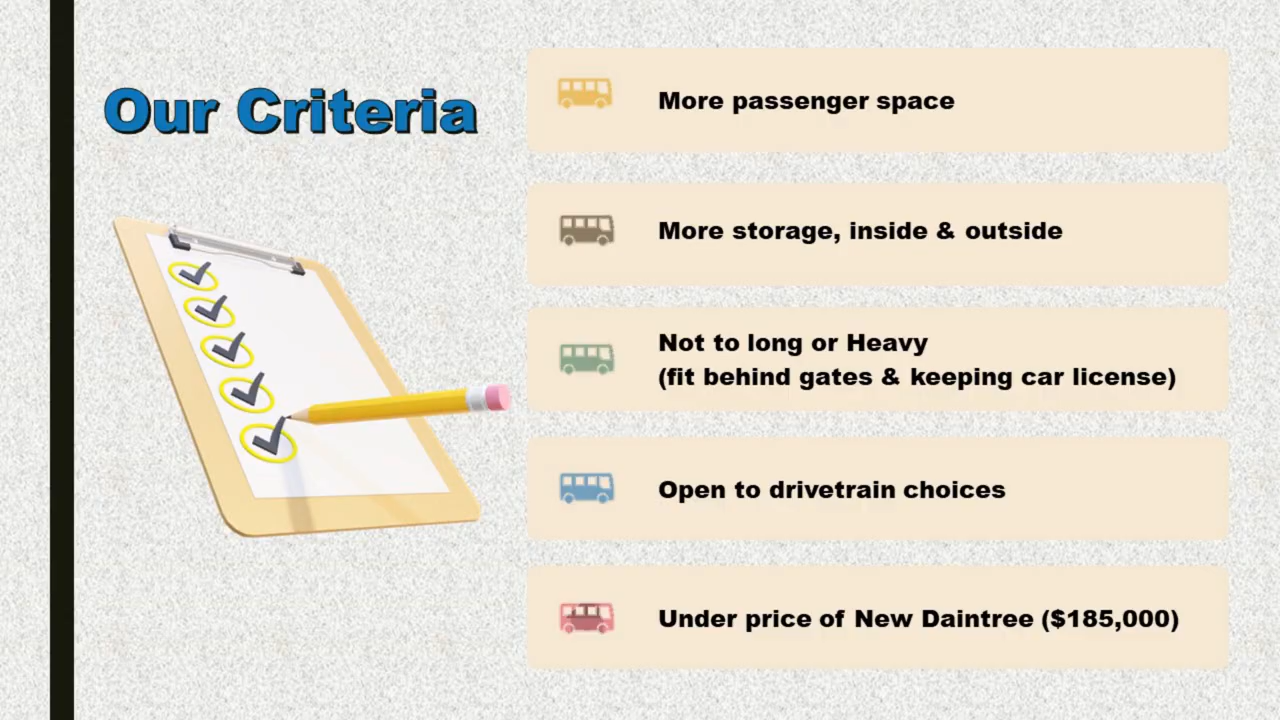 Our Criteria
More passenger space
More storage, inside & outside
Not to long or Heavy
(fit behind gates & keeping car license)
Open to drivetrain choices
Under price of New Daintree ($185,000)